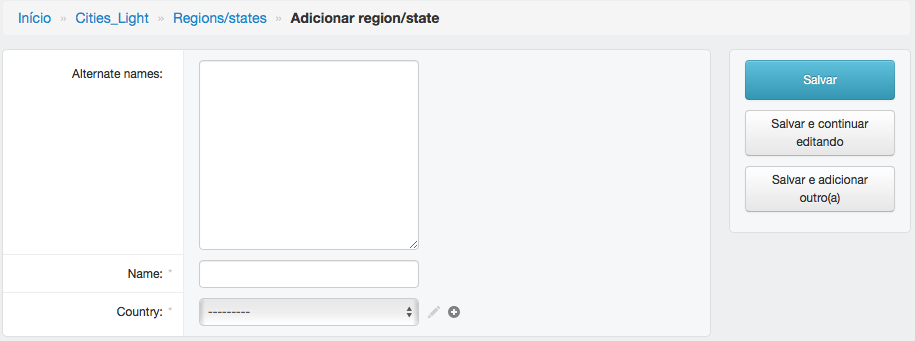 Início » Cities_Light » Regions/states » Adicionar region/state
Alternate names:
Name: *
Country: *
---------
Salvar
Salvar e continuar
editando
Salvar e adicionar
outro(a)